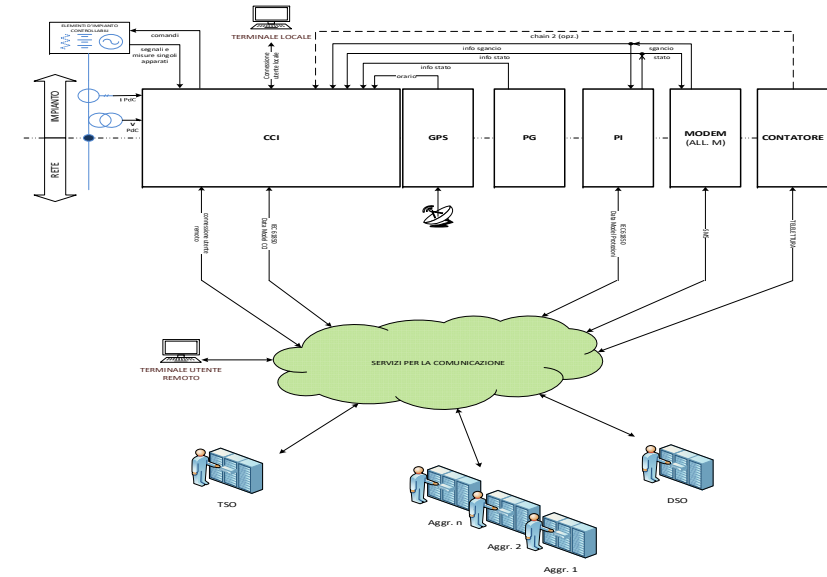 ELEMENTI D'IMPIANTO
CONTROLLABILI
comandi
segnali e
misure singoli
apparati
TERMINALE LOCALE
Connessione
utente locale
chain 2 (opz.)
info sgancio
sgancio
info stato
stato
info stato
orario
IMPIANTO
RETE
I PdC
V
PdC
CCI
GPS
PG
PI
MODEM
(ALL. M)
CONTATORE
connessione utente
remoto
IEC 61850
Data Model CCI
IEC 61850
Data Model Protezioni
SMS
TELELETTURA
SERVIZI PER LA COMUNICAZIONE
TERMINALE UTENTE
REMOTO
TSO
Aggr. n
Aggr. 2
Aggr. 1
DSO